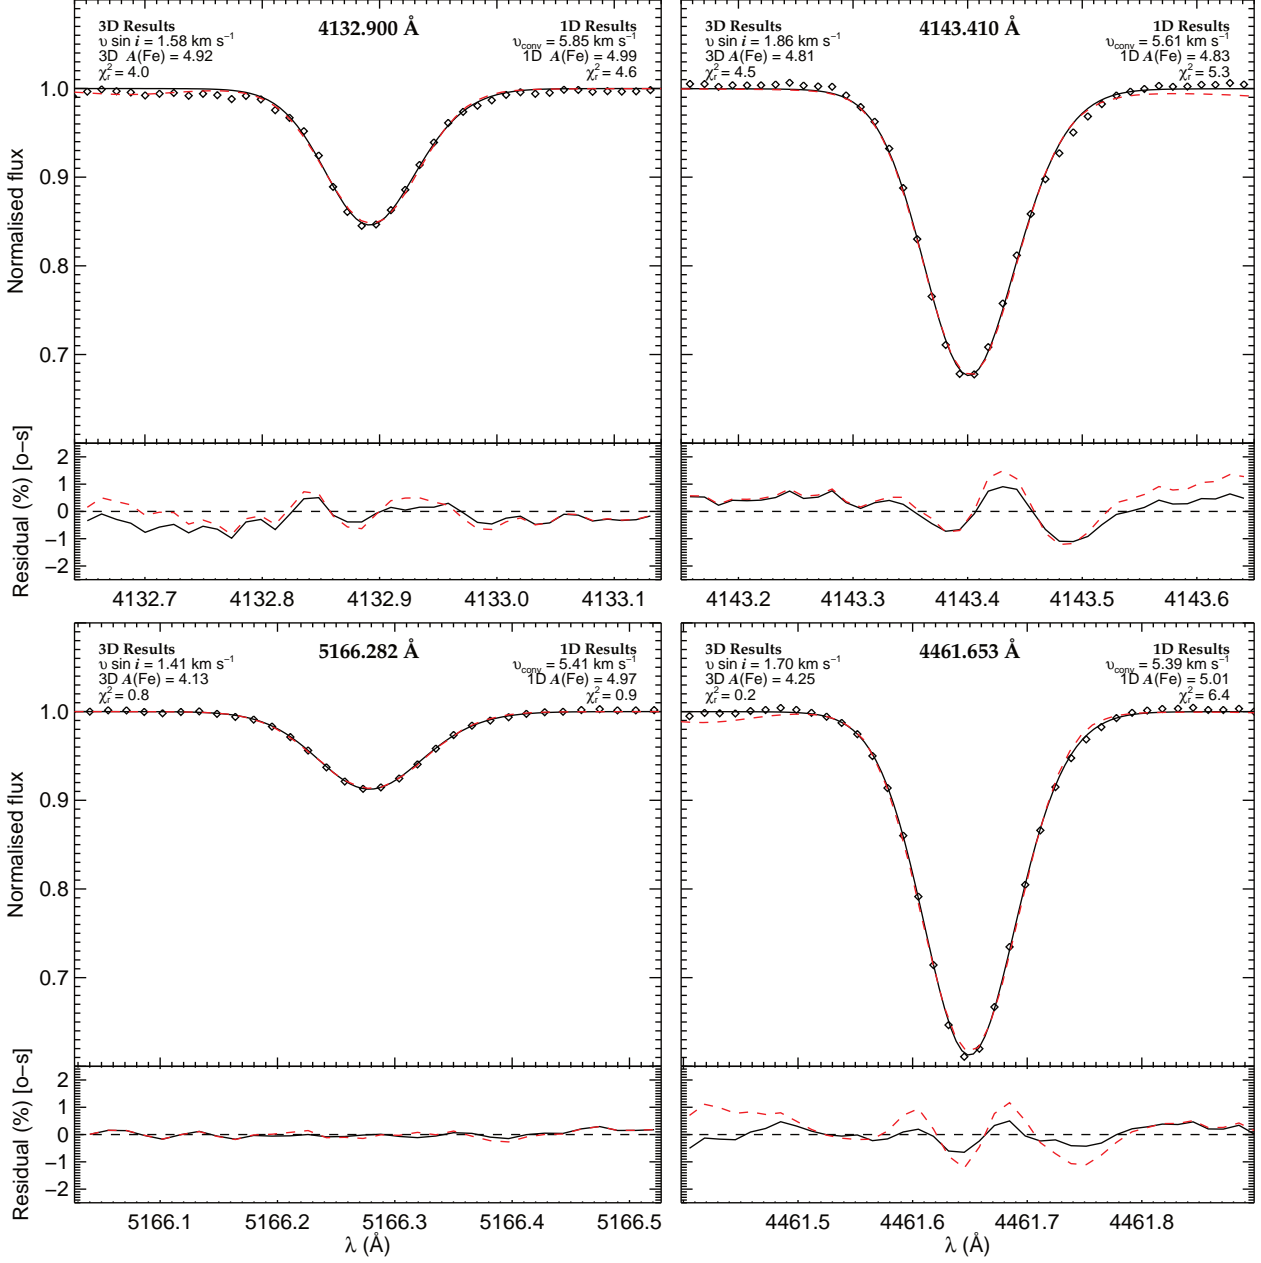 3D Results
υ sin i = 1.58 km s⁻¹
3D A(Fe) = 4.92
χ²ᵣ = 4.0
4132.900 Å
1D Results
υ_conv = 5.85 km s⁻¹
1D A(Fe) = 4.99
χ²ᵣ = 4.6
3D Results
υ sin i = 1.86 km s⁻¹
3D A(Fe) = 4.81
χ²ᵣ = 4.5
4143.410 Å
1D Results
υ_conv = 5.61 km s⁻¹
1D A(Fe) = 4.83
χ²ᵣ = 5.3
1.0
0.9
0.8
0.7
Normalised flux
2
1
0
−1
−2
Residual (%) [o–s]
4132.7 4132.8 4132.9 4133.0 4133.1
4143.2 4143.3 4143.4 4143.5 4143.6
3D Results
υ sin i = 1.41 km s⁻¹
3D A(Fe) = 4.13
χ²ᵣ = 0.8
5166.282 Å
1D Results
υ_conv = 5.41 km s⁻¹
1D A(Fe) = 4.97
χ²ᵣ = 0.9
3D Results
υ sin i = 1.70 km s⁻¹
3D A(Fe) = 4.25
χ²ᵣ = 0.2
4461.653 Å
1D Results
υ_conv = 5.39 km s⁻¹
1D A(Fe) = 5.01
χ²ᵣ = 6.4
1.0
0.9
0.8
0.7
Normalised flux
2
1
0
−1
−2
Residual (%) [o–s]
5166.1 5166.2 5166.3 5166.4 5166.5
4461.5 4461.6 4461.7 4461.8
λ (Å)
λ (Å)